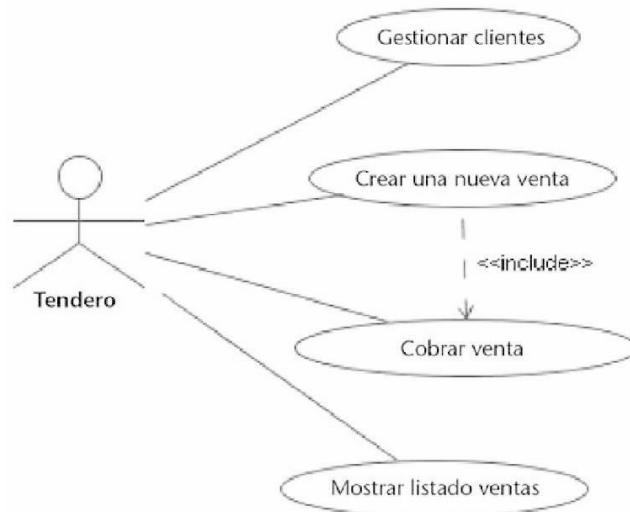 Gestionar clientes
Crear una nueva venta
<<include>>
Tendero
Cobrar venta
Mostrar listado ventas